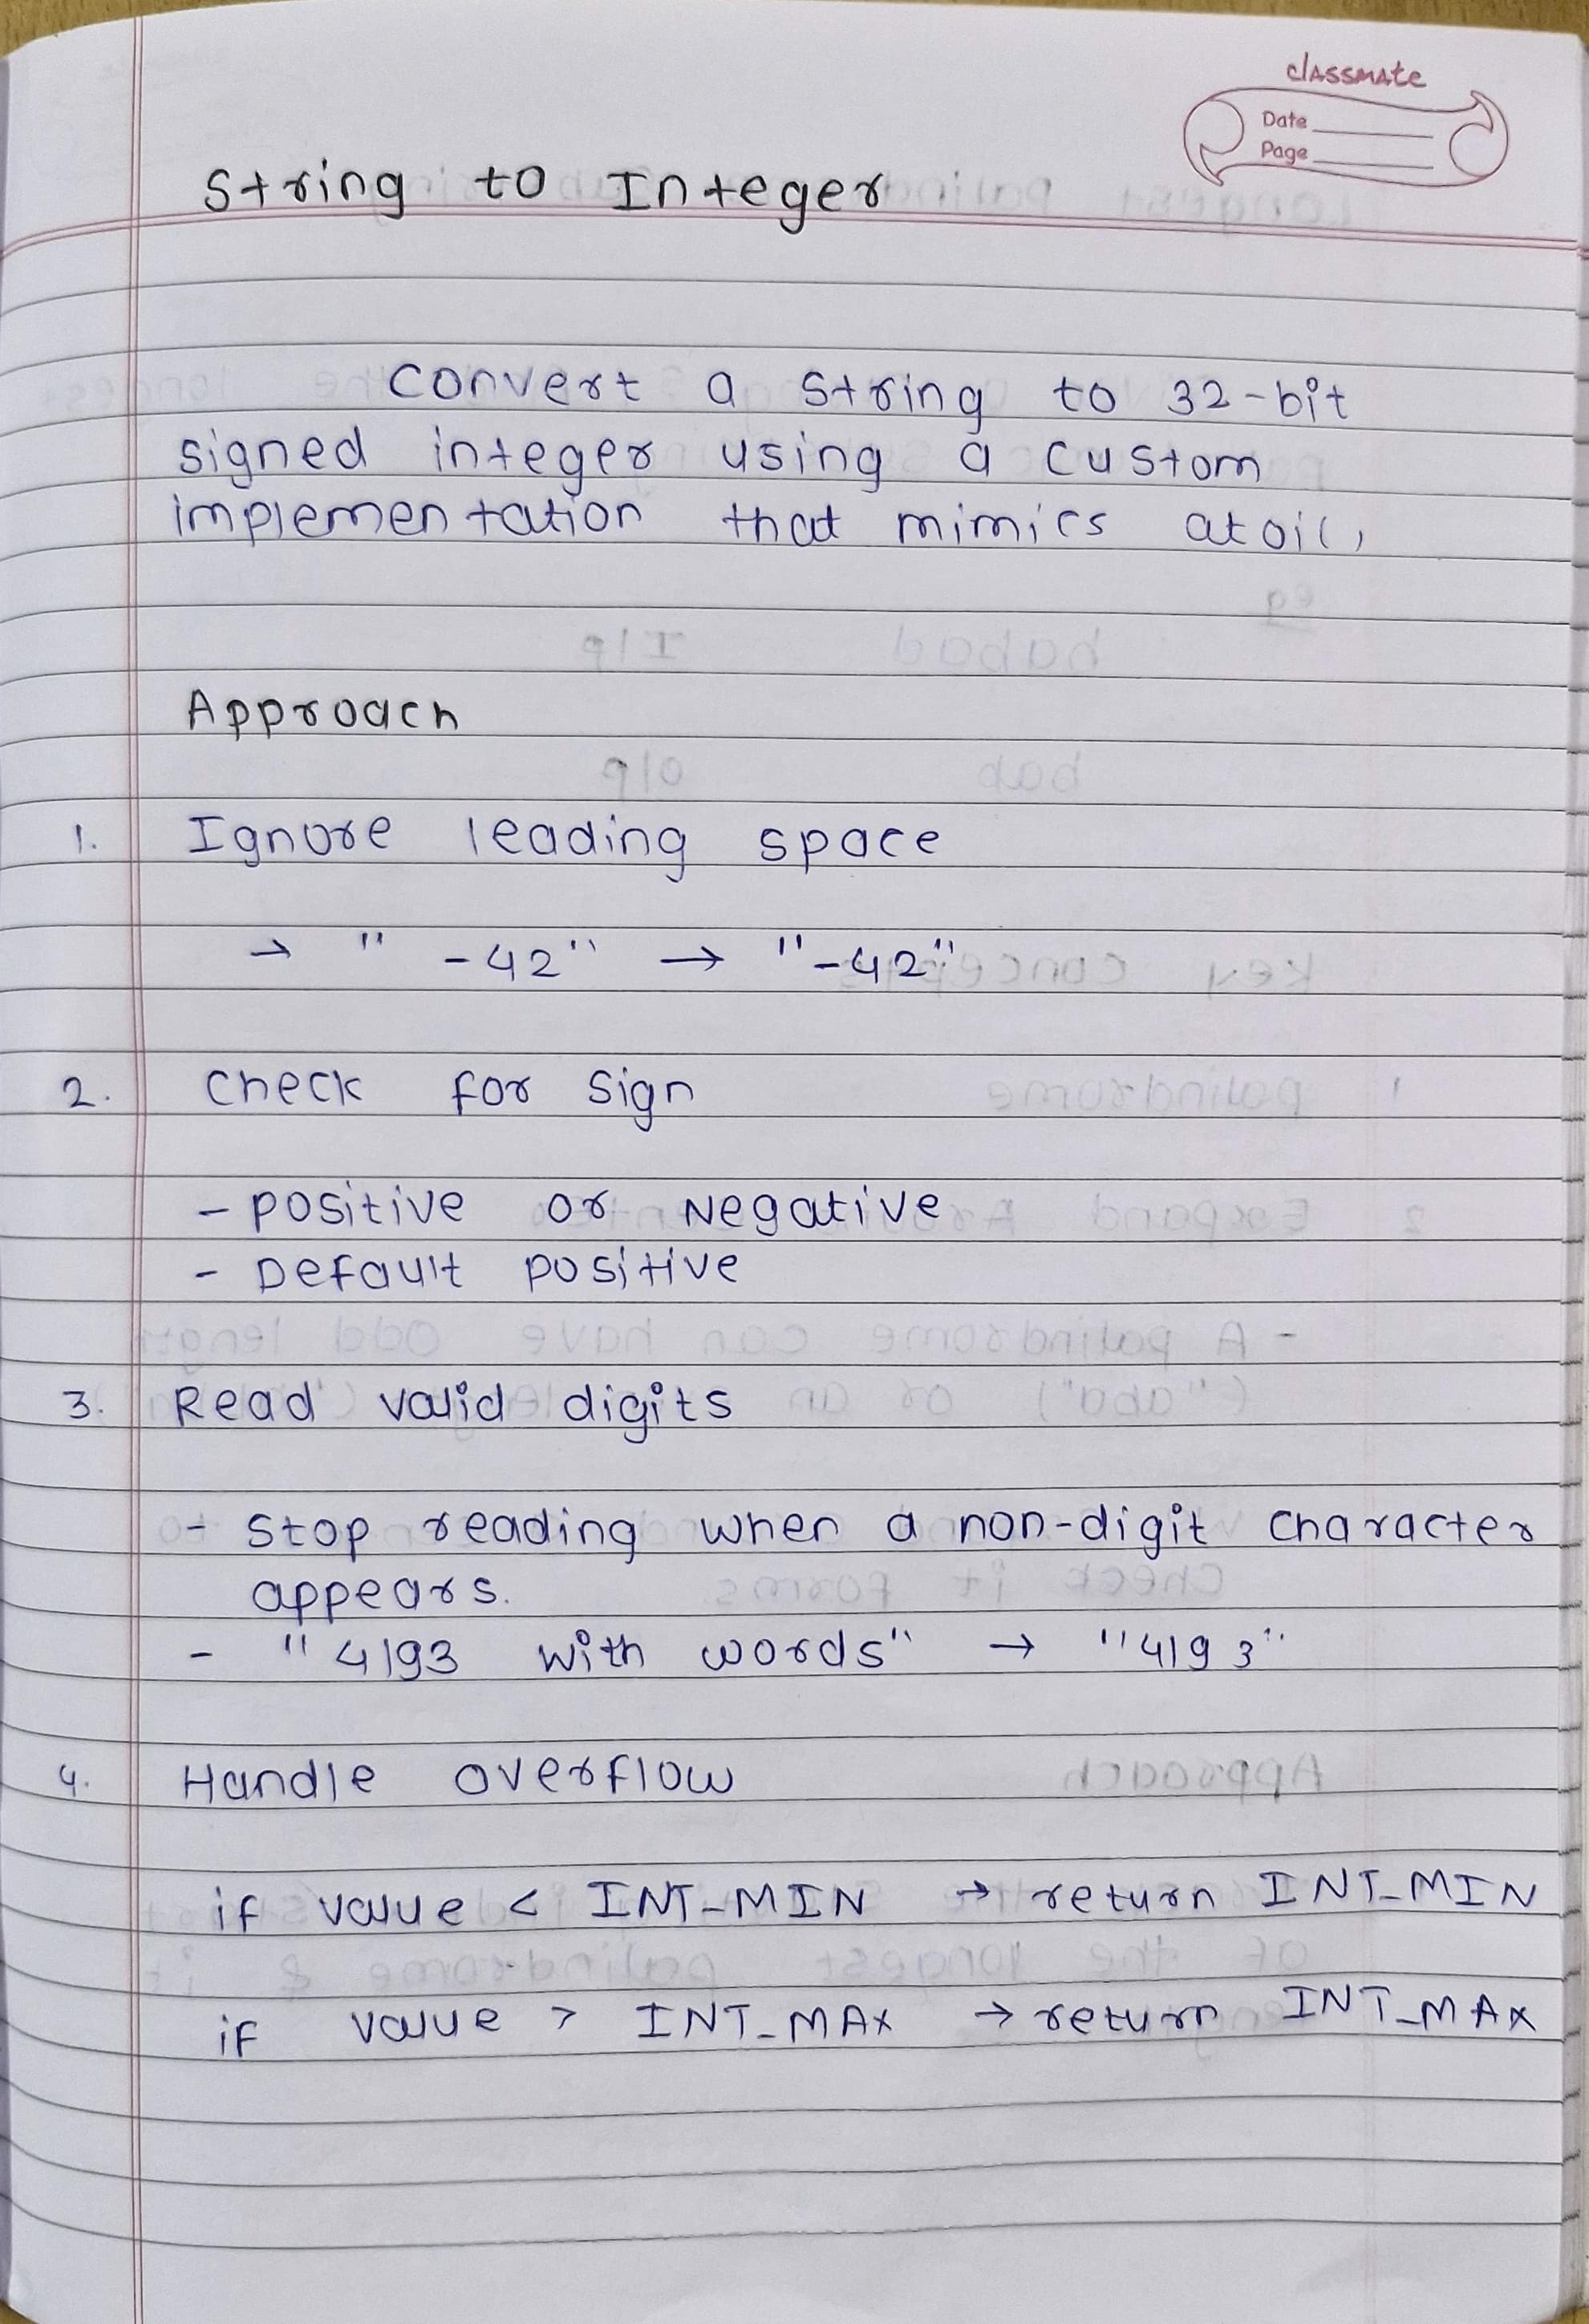 classmate
Date
Page
String to Integer
Convert a String to 32-bit
signed integer using a custom
implementation that mimics atoi()
Approach
1. Ignore leading space
→ " -42" → "-42"
2. Check for sign
- positive or Negative
- Default positive
3. Read valid digits
- Stop reading when a non-digit character
appears.
- "4193 with words" → "4193"
4. Handle overflow
if value < INT_MIN → return INT_MIN
if value > INT_MAX → return INT_MAX